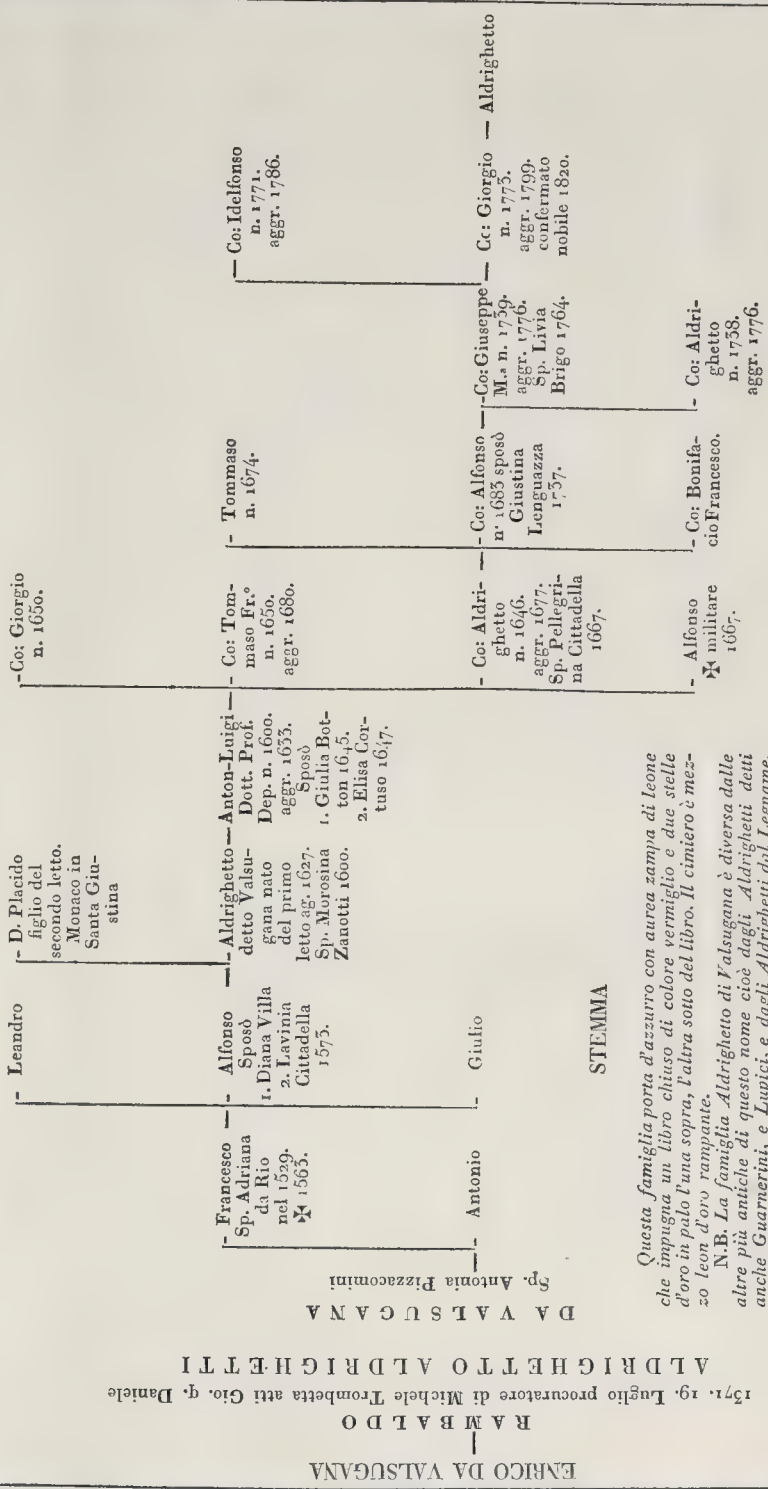 ENRICO DA VALSUGANA
RAMBALDO
1371. 19. Luglio procuratore di Michele Trombetta atti Gio. q. Daniele
ALDRIGHETTO ALDRIGHETTI
DA VALSUGANA
Sp. Antonia Pizzacomini
- Francesco
Sp. Adriana
da Rio
nel 1529.
✠ 1563.
- Antonio
- Leandro
- Alfonso
Sposò
1. Diana Villa
2. Lavinia
Cittadella
1573.
- Giulio
- D. Placido
figlio del
secondo letto.
Monaco in
Santa Giu-
stina
- Aldrighetto
detto Valsu-
gana nato
del primo
letto ag. 1627.
Sp. Morosina
Zanotti 1600.
Anton-Luigi
Dott. Prof.
Dep. n. 1600.
aggr. 1633.
Sposò
1. Giulia Bot-
ton 1645.
2. Elisa Cor-
tuso 1647.
- Co: Giorgio
n. 1650.
- Co: Tom-
maso Fr.º
n. 1650.
aggr. 1680.
- Co: Aldri-
ghetto
n. 1646.
aggr. 1677.
Sp. Pellegri-
na Cittadella
1667.
- Alfonso
✠ militare
1667.
- Tommaso
n. 1674.
- Co: Alfonso
n. 1683 sposò
Giustina
Lenguazza
1737.
- Co: Bonifa-
cio Francesco.
- Co: Giuseppe
M.a n. 1739.
aggr. 1776.
Sp. Livia
Brigo 1764.
- Co: Aldri-
ghetto
n. 1738.
aggr. 1776.
- Co: Idelfonso
n. 1771.
aggr. 1786.
- Cc: Giorgio
n. 1773.
aggr. 1799.
confermato
nobile 1820.
- Aldrighetto
STEMMA
Questa famiglia porta d'azzurro con aurea zampa di leone
che impugna un libro chiuso di colore vermiglio e due stelle
d'oro in palo l'una sopra, l'altra sotto del libro. Il cimiero è mez-
zo leon d'oro rampante.
N.B. La famiglia Aldrighetto di Valsugana è diversa dalle
altre più antiche di questo nome cioè dagli Aldrighetti detti
anche Guarnerini, e Lupici, e dagli Aldrighetti dal Legname.